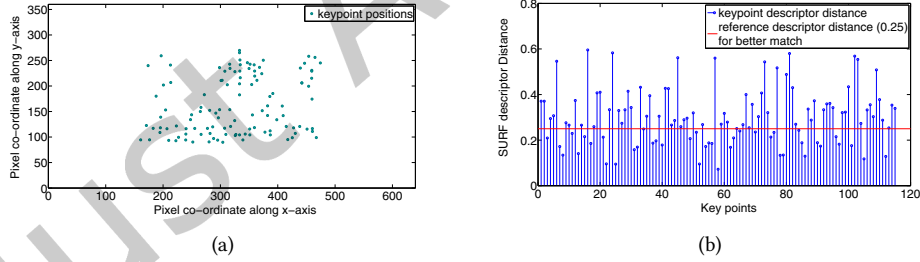 keypoint positions
Pixel co-ordinate along y-axis
350
300
250
200
150
100
50
0
0 100 200 300 400 500 600
Pixel co-ordinate along x-axis
(a)
keypoint descriptor distance
reference descriptor distance (0.25)
for better match
SURF descriptor Distance
0.8
0.6
0.4
0.2
0
0 20 40 60 80 100 120
Key points
(b)
ust A